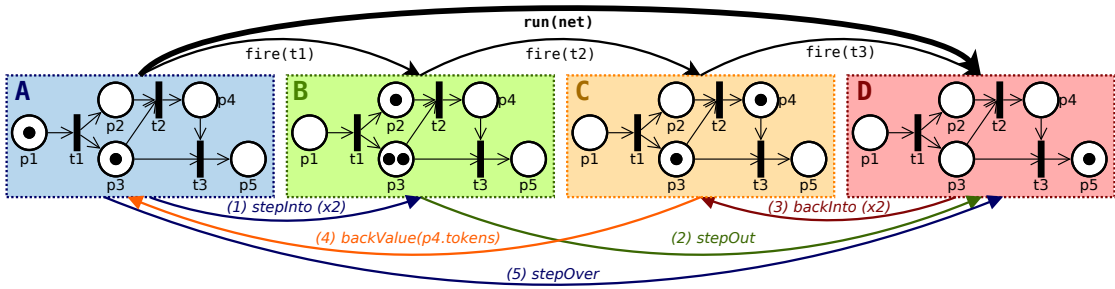 run(net)
fire(t1)
fire(t2)
fire(t3)
A
p2
t2
p4
p1
t1
p3
t3
p5
B
p2
t2
p4
p1
t1
p3
t3
p5
C
p2
t2
p4
p1
t1
p3
t3
p5
D
p2
t2
p4
p1
t1
p3
t3
p5
(1) stepInto (x2)
(3) backInto (x2)
(4) backValue(p4.tokens)
(2) stepOut
(5) stepOver